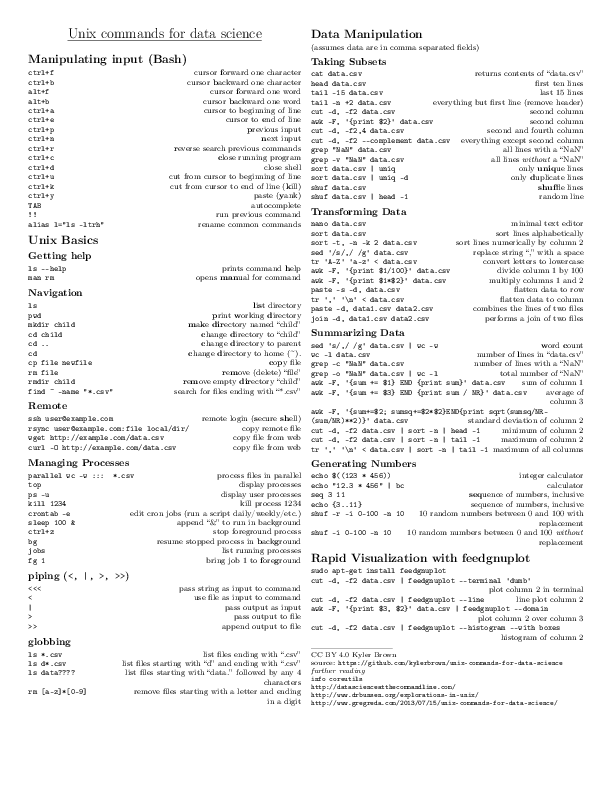 Unix commands for data science
Manipulating input (Bash)
ctrl+f cursor forward one character
ctrl+b cursor backward one character
alt+f cursor forward one word
alt+b cursor backward one word
ctrl+a cursor to beginning of line
ctrl+e cursor to end of line
ctrl+p previous input
ctrl+n next input
ctrl+r reverse search previous commands
ctrl+c close running program
ctrl+d close shell
ctrl+u cut from cursor to beginning of line
ctrl+k cut from cursor to end of line (kill)
ctrl+y paste (yank)
TAB autocomplete
!! run previous command
alias l="ls -ltrh" rename common commands
Unix Basics
Getting help
ls --help prints command help
man rm opens manual for command
Navigation
ls list directory
pwd print working directory
mkdir child make directory named "child"
cd child change directory to "child"
cd .. change directory to parent
cd change directory to home (~).
cp file newfile copy file
rm file remove (delete) "file"
rmdir child remove empty directory "child"
find ~ -name "*.csv" search for files ending with "*.csv"
Remote
ssh user@example.com remote login (secure shell)
rsync user@example.com:file local/dir/ copy remote file
wget http://example.com/data.csv copy file from web
curl -O http://example.com/data.csv copy file from web
Managing Processes
parallel wc -w ::: *.csv process files in parallel
top display processes
ps -u display user processes
kill 1234 kill process 1234
crontab -e edit cron jobs (run a script daily/weekly/etc.)
sleep 100 & append "&" to run in background
ctrl+z stop foreground process
bg resume stopped process in background
jobs list running processes
fg 1 bring job 1 to foreground
piping (<, |, >, >>)
<<< pass string as input to command
< use file as input to command
| pass output as input
> pass output to file
>> append output to file
globbing
ls *.csv list files ending with ".csv"
ls d*.csv list files starting with "d" and ending with ".csv"
ls data???? list files starting with "data." followed by any 4
characters
rm [a-z]*[0-9] remove files starting with a letter and ending
in a digit
Data Manipulation
(assumes data are in comma separated fields)
Taking Subsets
cat data.csv returns contents of "data.csv"
head data.csv first ten lines
tail -15 data.csv last 15 lines
tail -n +2 data.csv everything but first line (remove header)
cut -d, -f2 data.csv second column
awk -F, '{print $2}' data.csv second column
cut -d, -f2,4 data.csv second and fourth column
cut -d, -f2 --complement data.csv everything except second column
grep "NaN" data.csv all lines with a "NaN"
grep -v "NaN" data.csv all lines without a "NaN"
sort data.csv | uniq only unique lines
sort data.csv | uniq -d only duplicate lines
shuf data.csv shuffle lines
shuf data.csv | head -1 random line
Transforming Data
nano data.csv minimal text editor
sort data.csv sort lines alphabetically
sort -t, -n -k 2 data.csv sort lines numerically by column 2
sed 's/,/ /g' data.csv replace string "," with a space
tr 'A-Z' 'a-z' < data.csv convert letters to lowercase
awk -F, '{print $1/100}' data.csv divide column 1 by 100
awk -F, '{print $1*$2}' data.csv multiply columns 1 and 2
paste -s -d, data.csv flatten data to row
tr ',' '\n' < data.csv flatten data to column
paste -d, data1.csv data2.csv combines the lines of two files
join -d, data1.csv data2.csv performs a join of two files
Summarizing Data
sed 's/,/ /g' data.csv | wc -w word count
wc -l data.csv number of lines in "data.csv"
grep -c "NaN" data.csv number of lines with a "NaN"
grep -o "NaN" data.csv | wc -l total number of "NaN"
awk -F, '{sum += $1} END {print sum}' data.csv sum of column 1
awk -F, '{sum += $3} END {print sum / NR}' data.csv average of
column 3
awk -F, '{sum+=$2; sumsq+=$2*$2}END{print sqrt(sumsq/NR-
(sum/NR)**2)}' data.csv standard deviation of column 2
cut -d, -f2 data.csv | sort -n | head -1 minimum of column 2
cut -d, -f2 data.csv | sort -n | tail -1 maximum of column 2
tr ',' '\n' < data.csv | sort -n | tail -1 maximum of all columns
Generating Numbers
echo $((123 * 456)) integer calculator
echo "12.3 * 456" | bc calculator
seq 3 11 sequence of numbers, inclusive
echo {3..11} sequence of numbers, inclusive
shuf -r -i 0-100 -n 10 10 random numbers between 0 and 100 with
replacement
shuf -i 0-100 -n 10 10 random numbers between 0 and 100 without
replacement
Rapid Visualization with feedgnuplot
sudo apt-get install feedgnuplot
cut -d, -f2 data.csv | feedgnuplot --terminal 'dumb'
plot column 2 in terminal
cut -d, -f2 data.csv | feedgnuplot --line line plot column 2
awk -F, '{print $3, $2}' data.csv | feedgnuplot --domain
plot column 2 over column 3
cut -d, -f2 data.csv | feedgnuplot --histogram --with boxes
histogram of column 2
CC BY 4.0 Kyler Brown
source: https://github.com/kylerbrown/unix-commands-for-data-science
further reading
info coreutils
http://datascienceatthecommandline.com/
http://www.drbunsen.org/explorations-in-unix/
http://www.gregreda.com/2013/07/15/unix-commands-for-data-science/